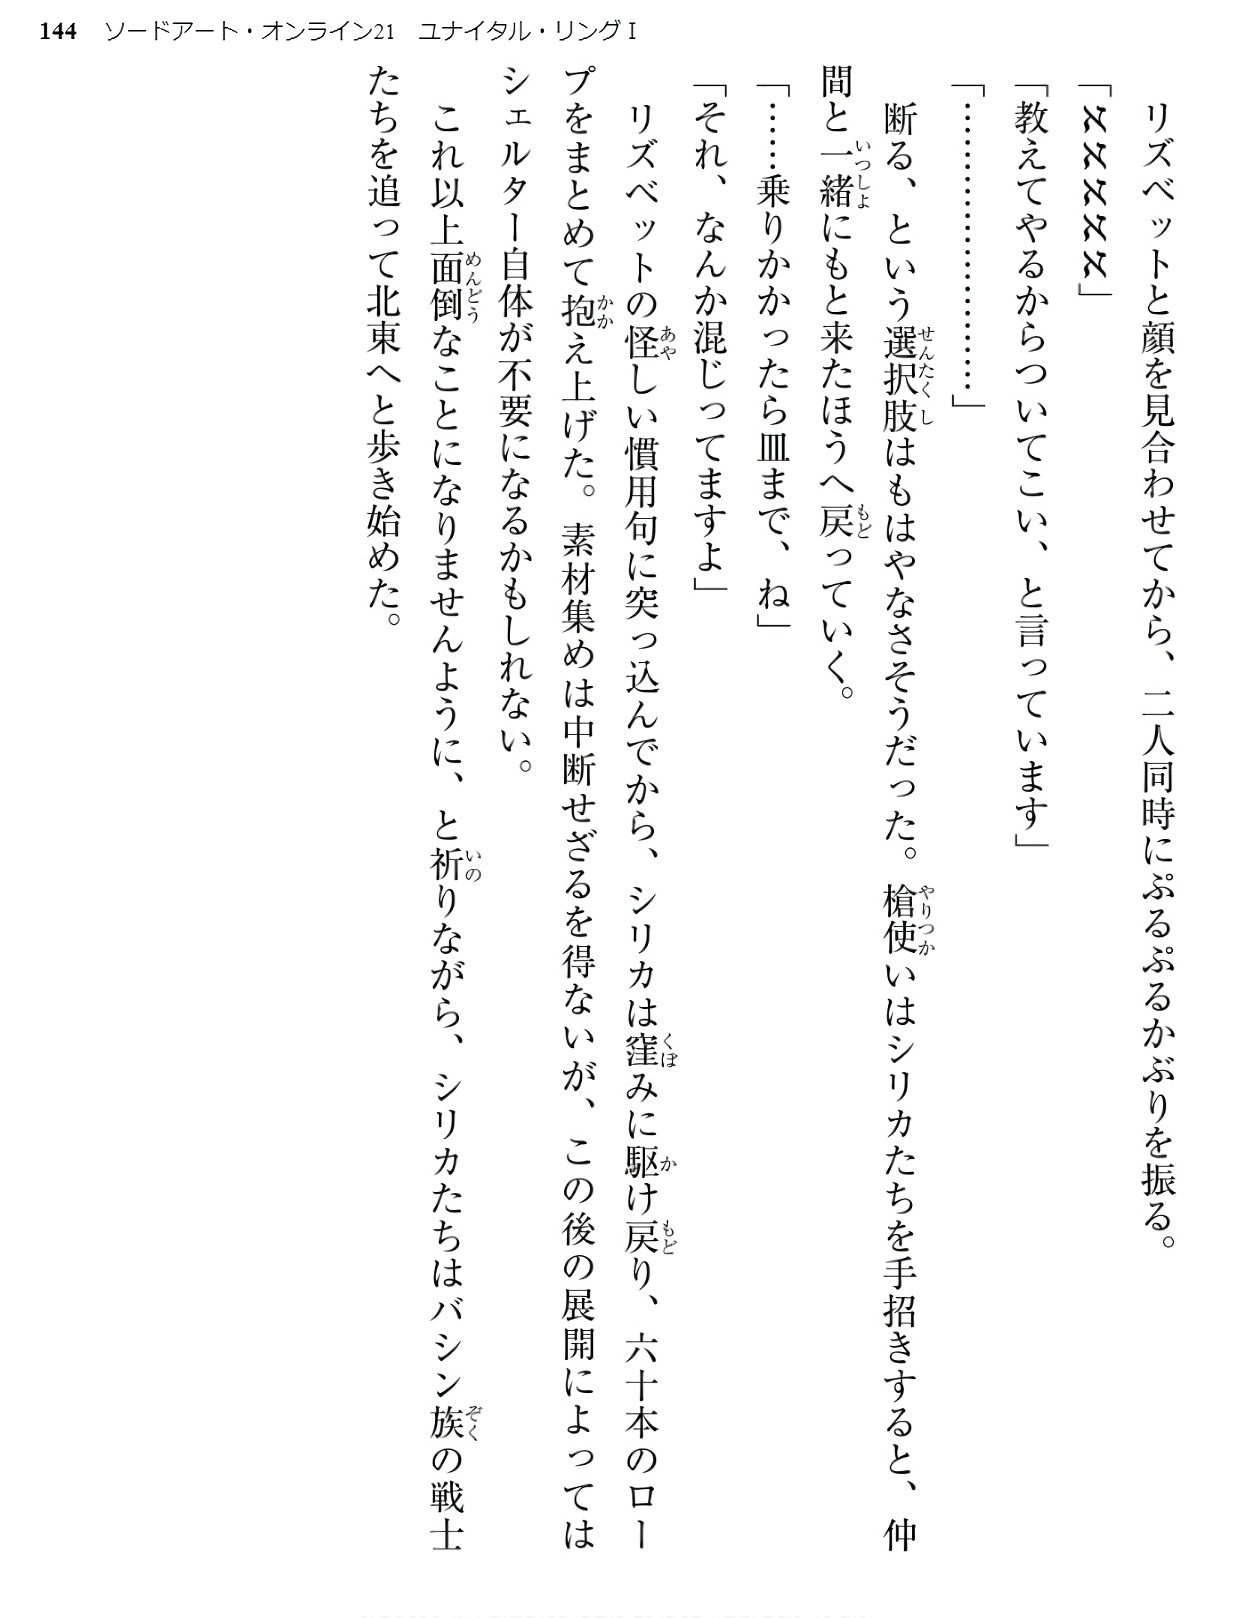 144 ソードアート・オンライン21 ユナイタル・リングⅠ
　リズベットと顔を見合わせてから、二人同時にぷるぷるかぶりを振る。
「ℵℵℵℵℵ」
「教えてやるからついてこい、と言っています」
「………………………」
　断る、という選択肢はもはやなさそうだった。槍使いはシリカたちを手招きすると、仲
間と一緒にもと来たほうへ戻っていく。
「……乗りかかったら皿まで、ね」
「それ、なんか混じってますよ」
　リズベットの怪しい慣用句に突っ込んでから、シリカは窪みに駆け戻り、六十本のロー
プをまとめて抱え上げた。素材集めは中断せざるを得ないが、この後の展開によっては
シェルター自体が不要になるかもしれない。
　これ以上面倒なことになりませんように、と祈りながら、シリカたちはバシン族の戦士
たちを追って北東へと歩き始めた。